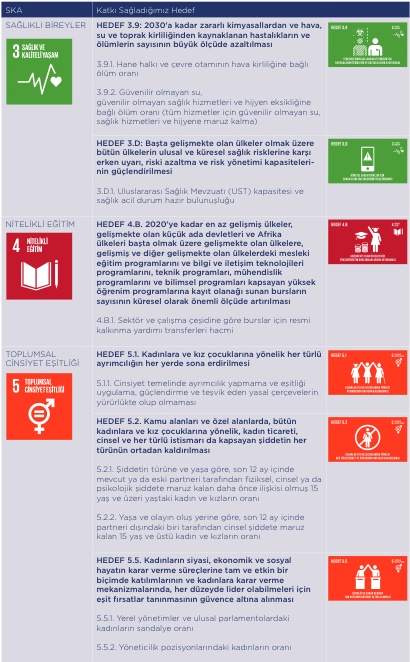 SKA
Katkı Sağladığımız Hedef
SAĞLIKLI BİREYLER
3 SAĞLIK VE
KALİTELİ YAŞAM
HEDEF 3.9: 2030'a kadar zararlı kimyasallardan ve hava,
su ve toprak kirliliğinden kaynaklanan hastalıkların ve
ölümlerin sayısının büyük ölçüde azaltılması
3.9.1. Hane halkı ve çevre otamının hava kirliliğine bağlı
ölüm oranı
3.9.2. Güvenilir olmayan su,
güvenilir olmayan sağlık hizmetleri ve hijyen eksikliğine
bağlı ölüm oranı (tüm hizmetler için güvenilir olmayan su,
sağlık hizmetleri ve hijyene maruz kalma)
HEDEF 3.9
HEDEF 3.D: Başta gelişmekte olan ülkeler olmak üzere
bütün ülkelerin ulusal ve küresel sağlık risklerine karşı
erken uyarı, riski azaltma ve risk yönetimi kapasiteleri-
nin güçlendirilmesi
3.D.1. Uluslararası Sağlık Mevzuatı (UST) kapasitesi ve
sağlık acil durum hazır bulunuşluğu
HEDEF 3.D
NİTELİKLİ EĞİTİM
4 NİTELİKLİ
EĞİTİM
HEDEF 4.B. 2020'ye kadar en az gelişmiş ülkeler,
gelişmekte olan küçük ada devletleri ve Afrika
ülkeleri başta olmak üzere gelişmekte olan ülkelere,
gelişmiş ve diğer gelişmekte olan ülkelerdeki mesleki
eğitim programlarını ve bilgi ve iletişim teknolojileri
programlarını, teknik programları, mühendislik
programlarını ve bilimsel programları kapsayan yüksek
öğrenim programlarına kayıt olanağı sunan bursların
sayısının küresel olarak önemli ölçüde artırılması
4.B.1. Sektör ve çalışma çeşidine göre burslar için resmi
kalkınma yardımı transferleri hacmi
HEDEF 4.B
TOPLUMSAL
CİNSİYET EŞİTLİĞİ
5 TOPLUMSAL
CİNSİYET EŞİTLİĞİ
HEDEF 5.1. Kadınlara ve kız çocuklarına yönelik her türlü
ayrımcılığın her yerde sona erdirilmesi
5.1.1. Cinsiyet temelinde ayrımcılık yapmama ve eşitliği
uygulama, güçlendirme ve teşvik eden yasal çerçevelerin
yürürlükte olup olmaması
HEDEF 5.1
HEDEF 5.2. Kamu alanları ve özel alanlarda, bütün
kadınlara ve kız çocuklarına yönelik, kadın ticareti,
cinsel ve her türlü istismarı da kapsayan şiddetin her
türünün ortadan kaldırılması
5.2.1. Şiddetin türüne ve yaşa göre, son 12 ay içinde
mevcut ya da eski partneri tarafından fiziksel, cinsel ya da
psikolojik şiddete maruz kalan daha önce ilişkisi olmuş 15
yaş ve üzeri yaştaki kadın ve kızların oranı
5.2.2. Yaşa ve olayın oluş yerine göre, son 12 ay içinde
partneri dışındaki biri tarafından cinsel şiddete maruz
kalan 15 yaş ve üstü kadın ve kızların oranı
HEDEF 5.2
HEDEF 5.5. Kadınların siyasi, ekonomik ve sosyal
hayatın karar verme süreçlerine tam ve etkin bir
biçimde katılımlarının ve kadınlara karar verme
mekanizmalarında, her düzeyde lider olabilmeleri için
eşit fırsatlar tanınmasının güvence altına alınması
5.5.1. Yerel yönetimler ve ulusal parlamentolardaki
kadınların sandalye oranı
5.5.2. Yöneticilik pozisyonlarındaki kadınların oranı
HEDEF 5.5